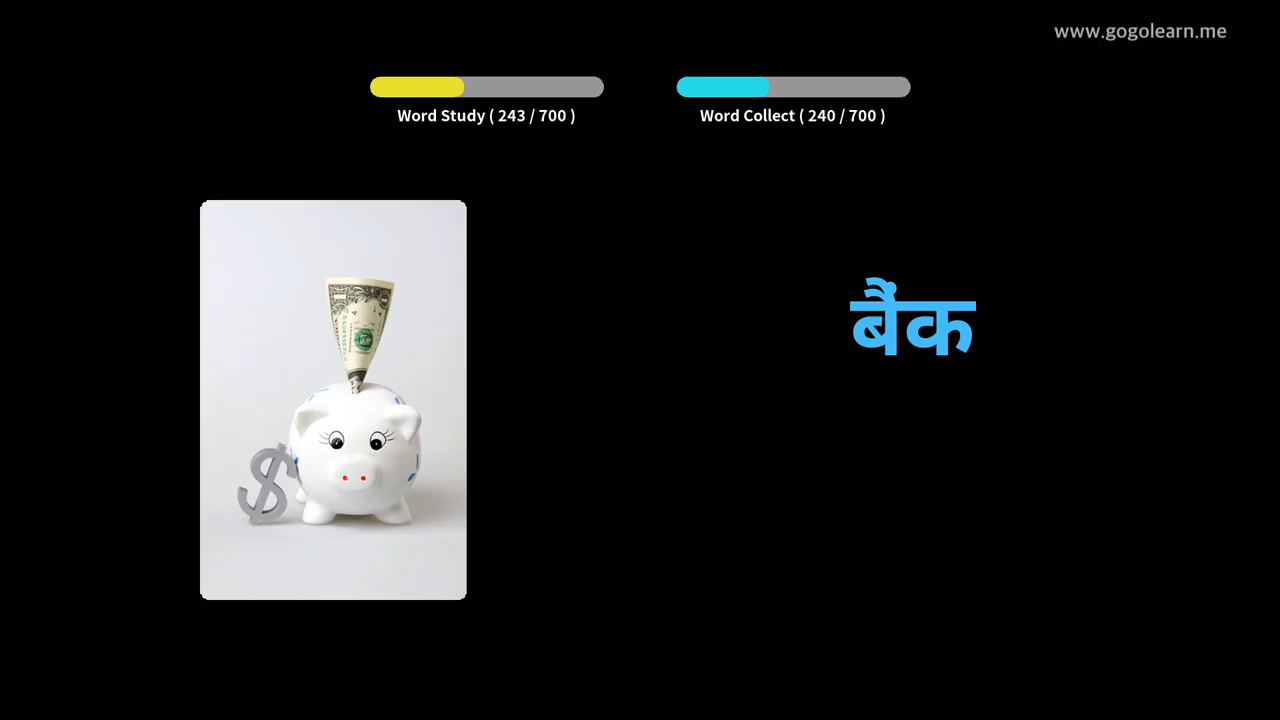 www.gogolearn.me
Word Study ( 243 / 700 )
Word Collect ( 240 / 700 )
बैंक
$